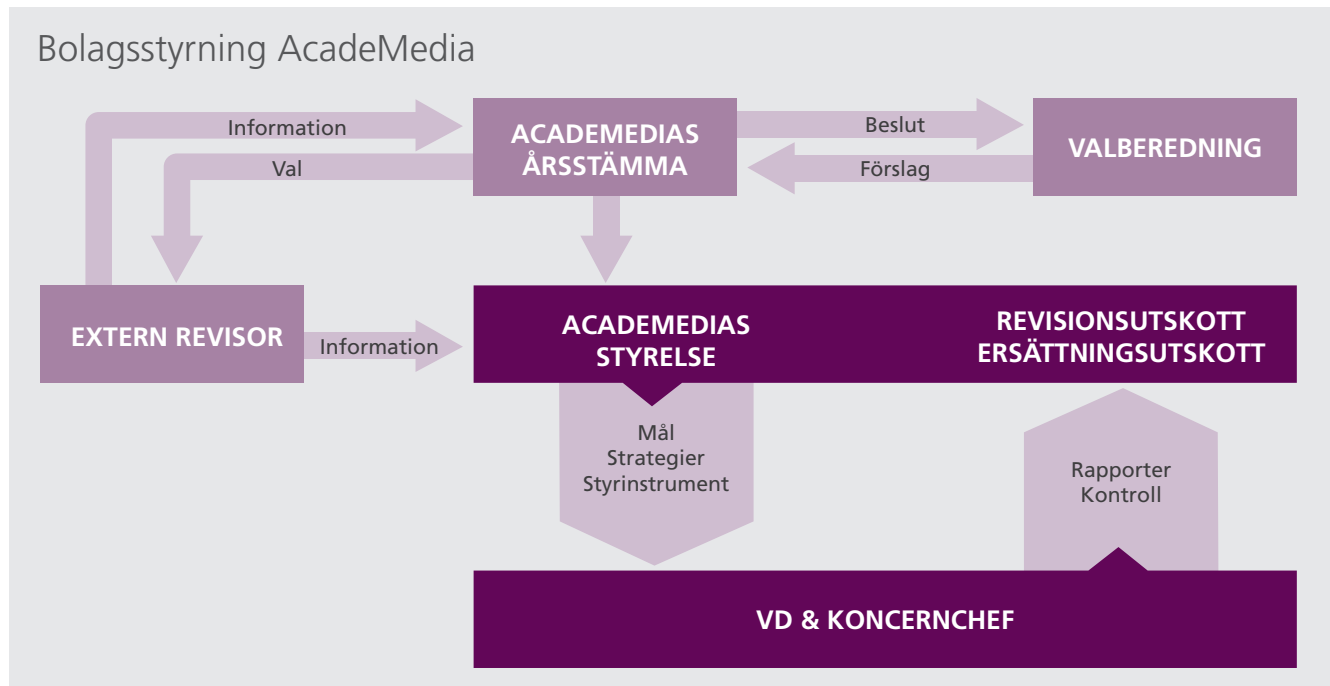 Bolagsstyrning AcadeMedia
Information
Val
ACADEMEDIAS
ÅRSSTÄMMA
Beslut
Förslag
VALBEREDNING
EXTERN REVISOR
Information
ACADEMEDIAS
STYRELSE
REVISIONSUTSKOTT
ERSÄTTNINGSUTSKOTT
Mål
Strategier
Styrinstrument
Rapporter
Kontroll
VD & KONCERNCHEF